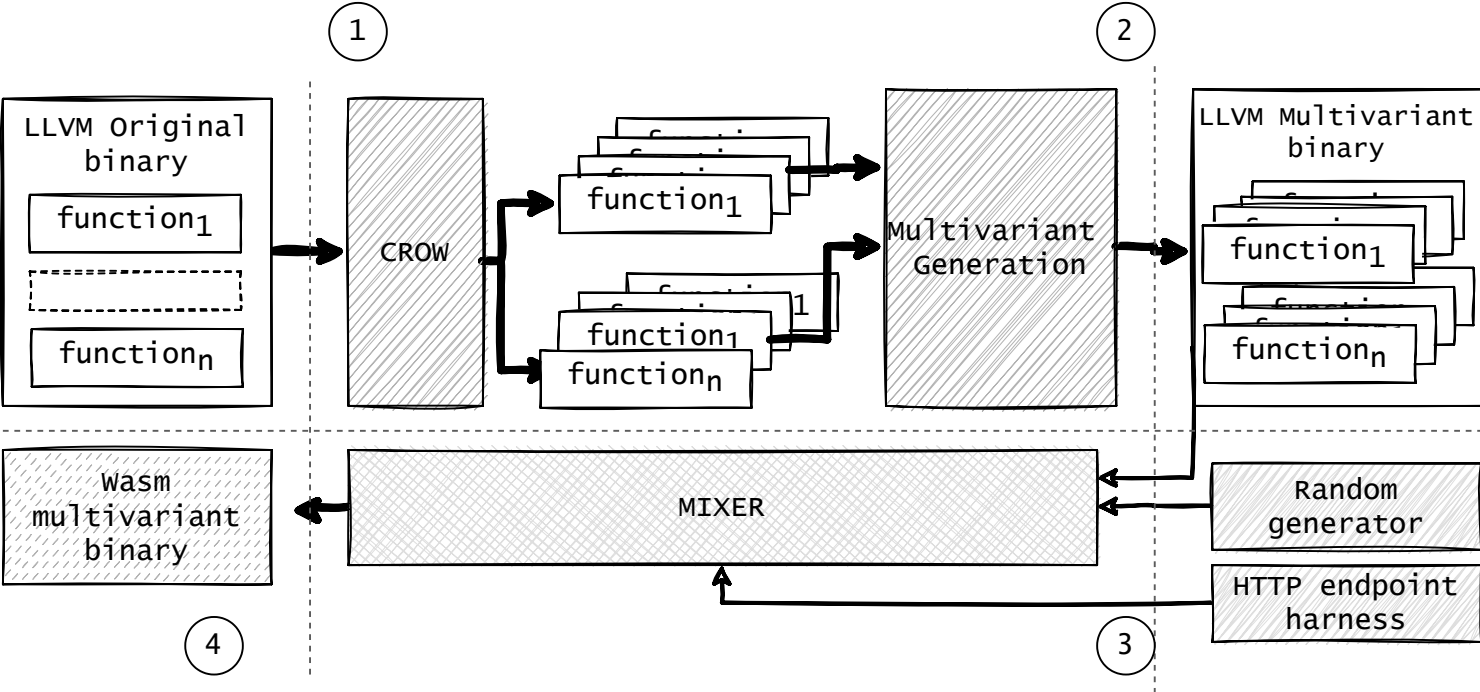 1
2
LLVM Original
binary
function1
functionn
CROW
function1
function1
functionn
Multivariant
Generation
LLVM Multivariant
binary
function1
functionn
Wasm
multivariant
binary
MIXER
Random
generator
HTTP endpoint
harness
4
3